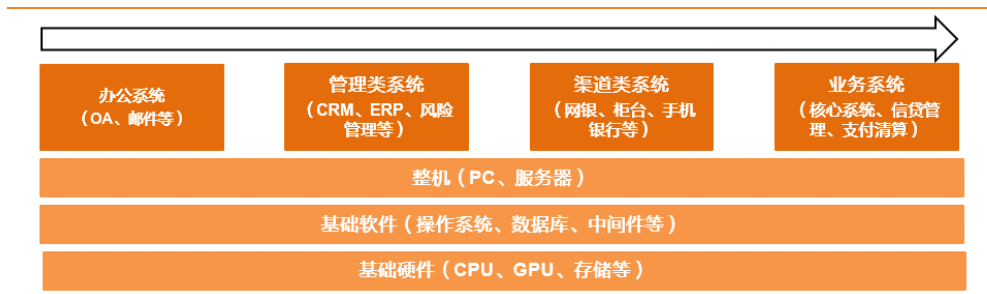 办公系统
（OA、邮件等）
管理类系统
（CRM、ERP、风险
管理等）
渠道类系统
（网银、柜台、手机
银行等）
业务系统
（核心系统、信贷管
理、支付清算）
整机（PC、服务器）
基础软件（操作系统、数据库、中间件等）
基础硬件（CPU、GPU、存储等）